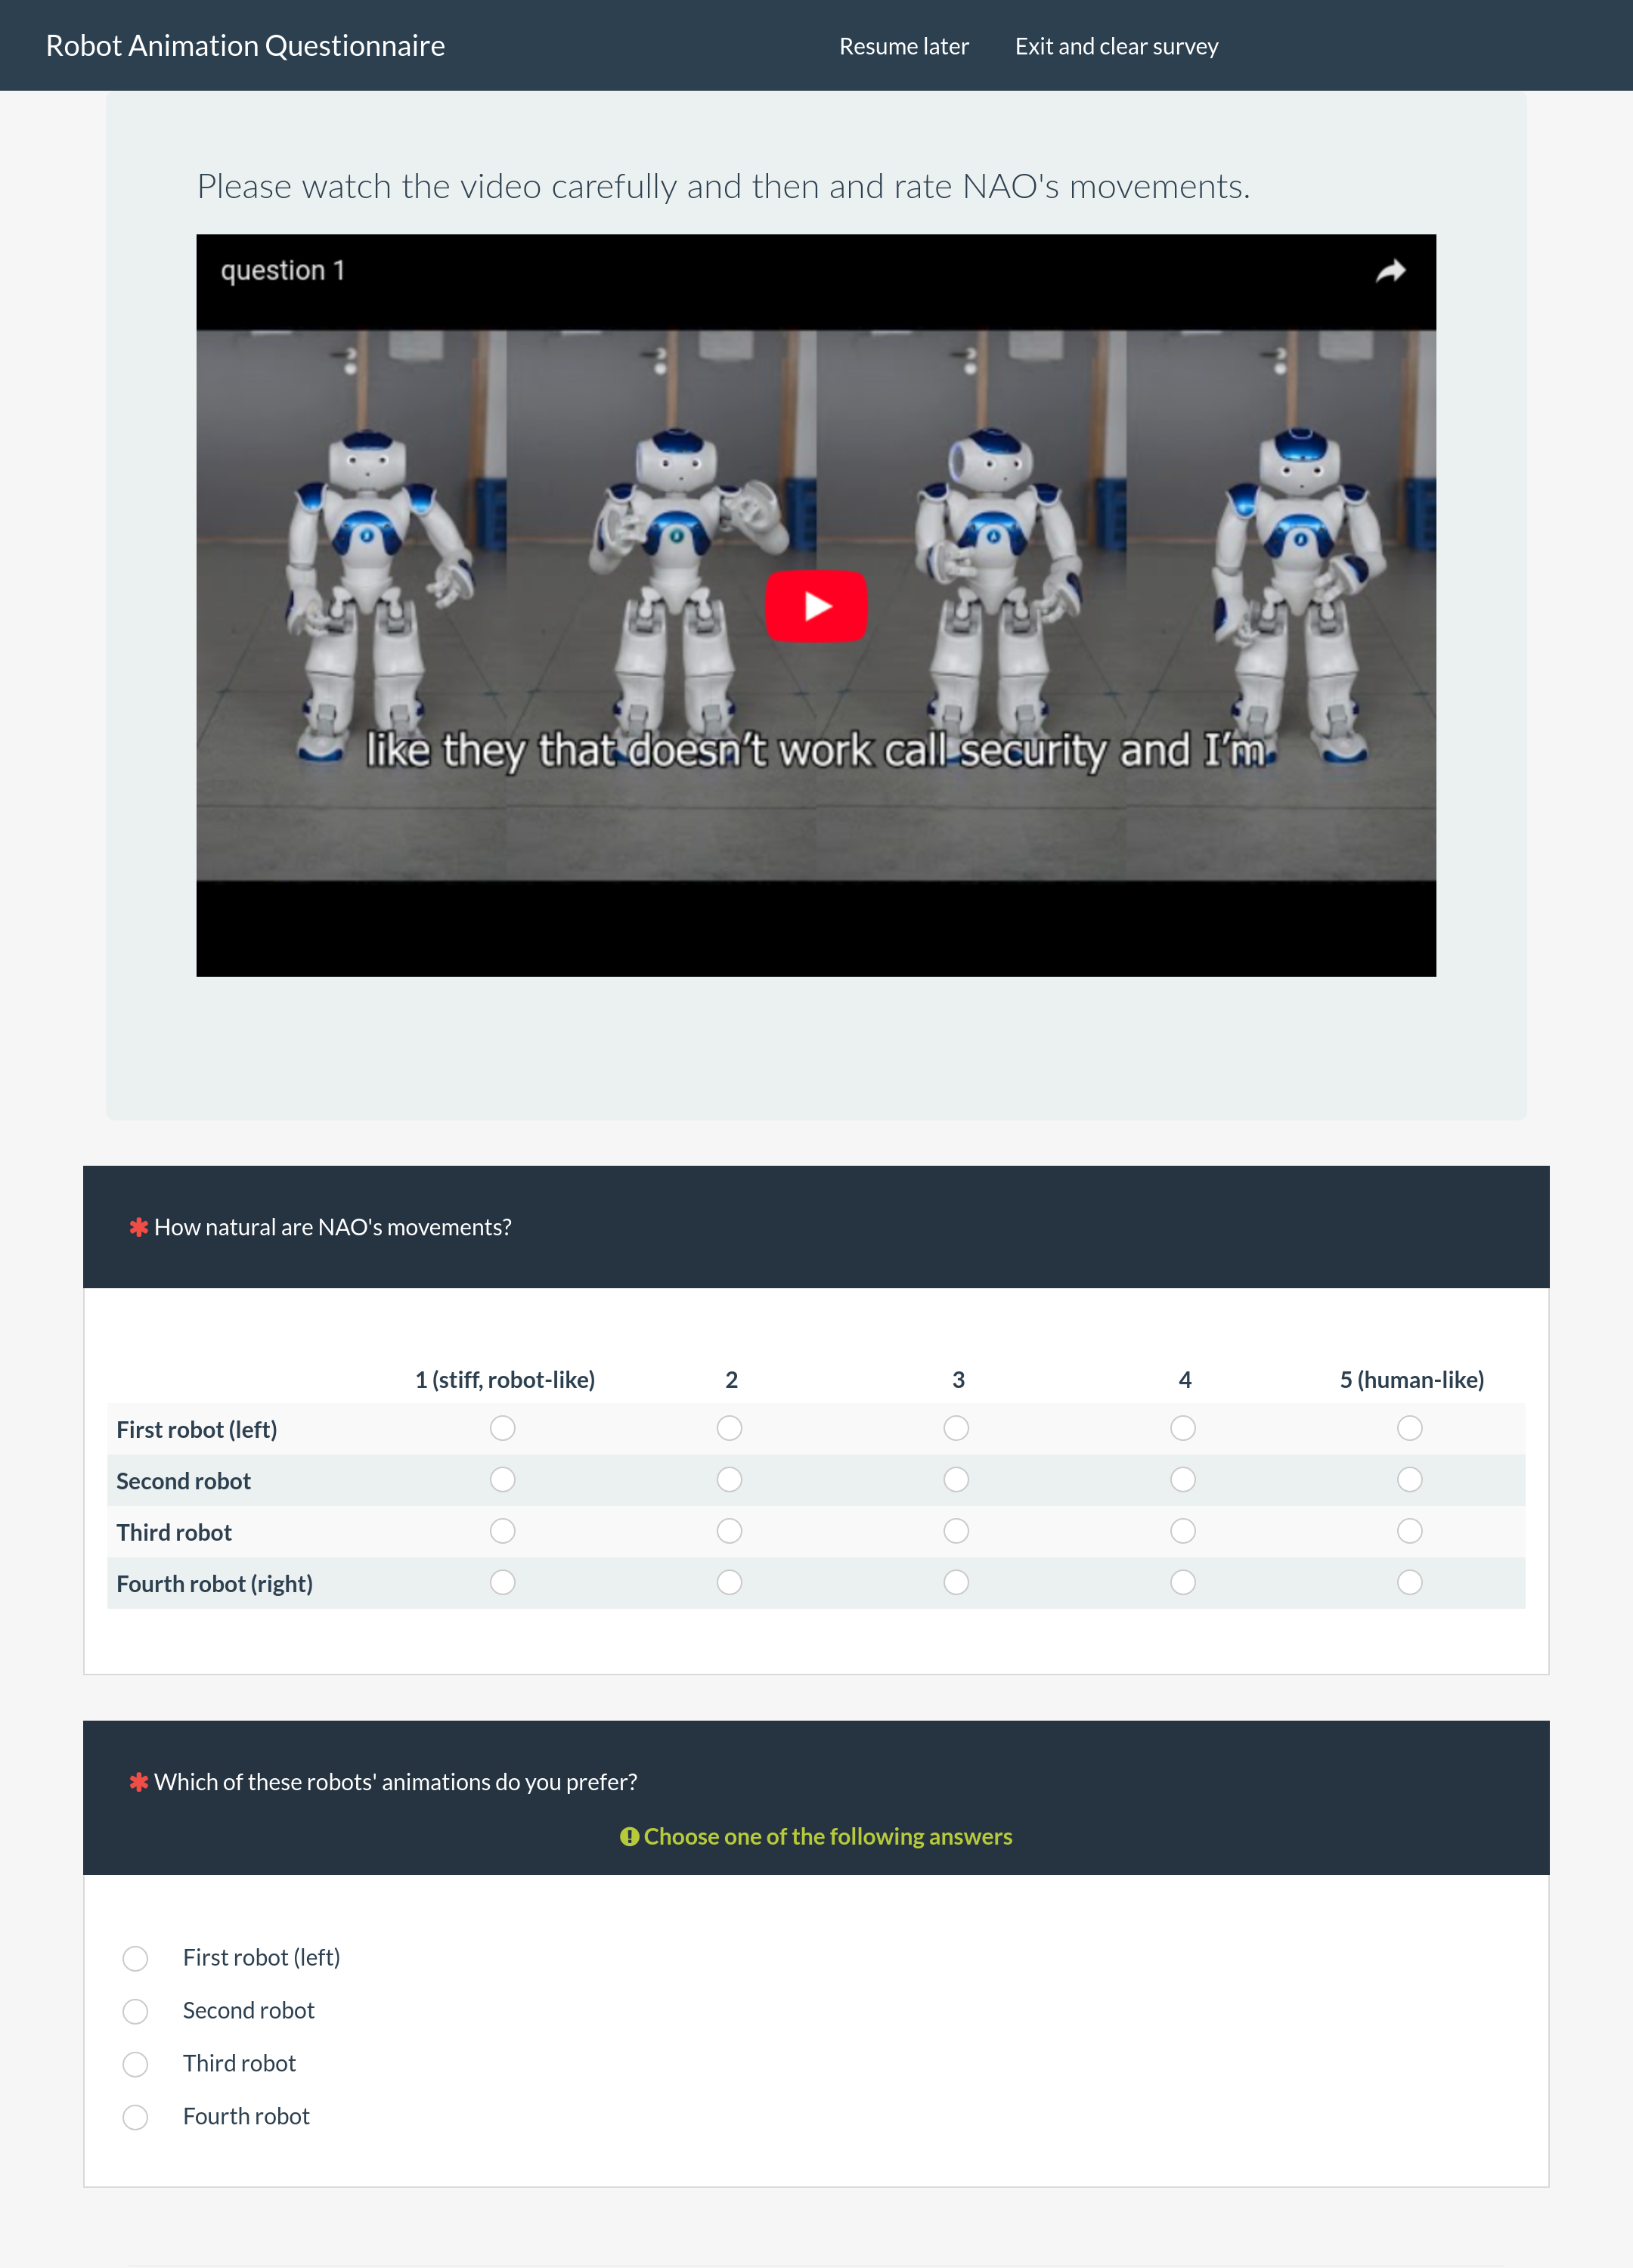 Robot Animation Questionnaire
Resume later
Exit and clear survey
Please watch the video carefully and then and rate NAO's movements.
question 1
like they that doesn't work call security and I'm
✱ How natural are NAO's movements?
1 (stiff, robot-like) 2 3 4 5 (human-like)
First robot (left)
Second robot
Third robot
Fourth robot (right)
✱ Which of these robots' animations do you prefer?
Choose one of the following answers
First robot (left)
Second robot
Third robot
Fourth robot